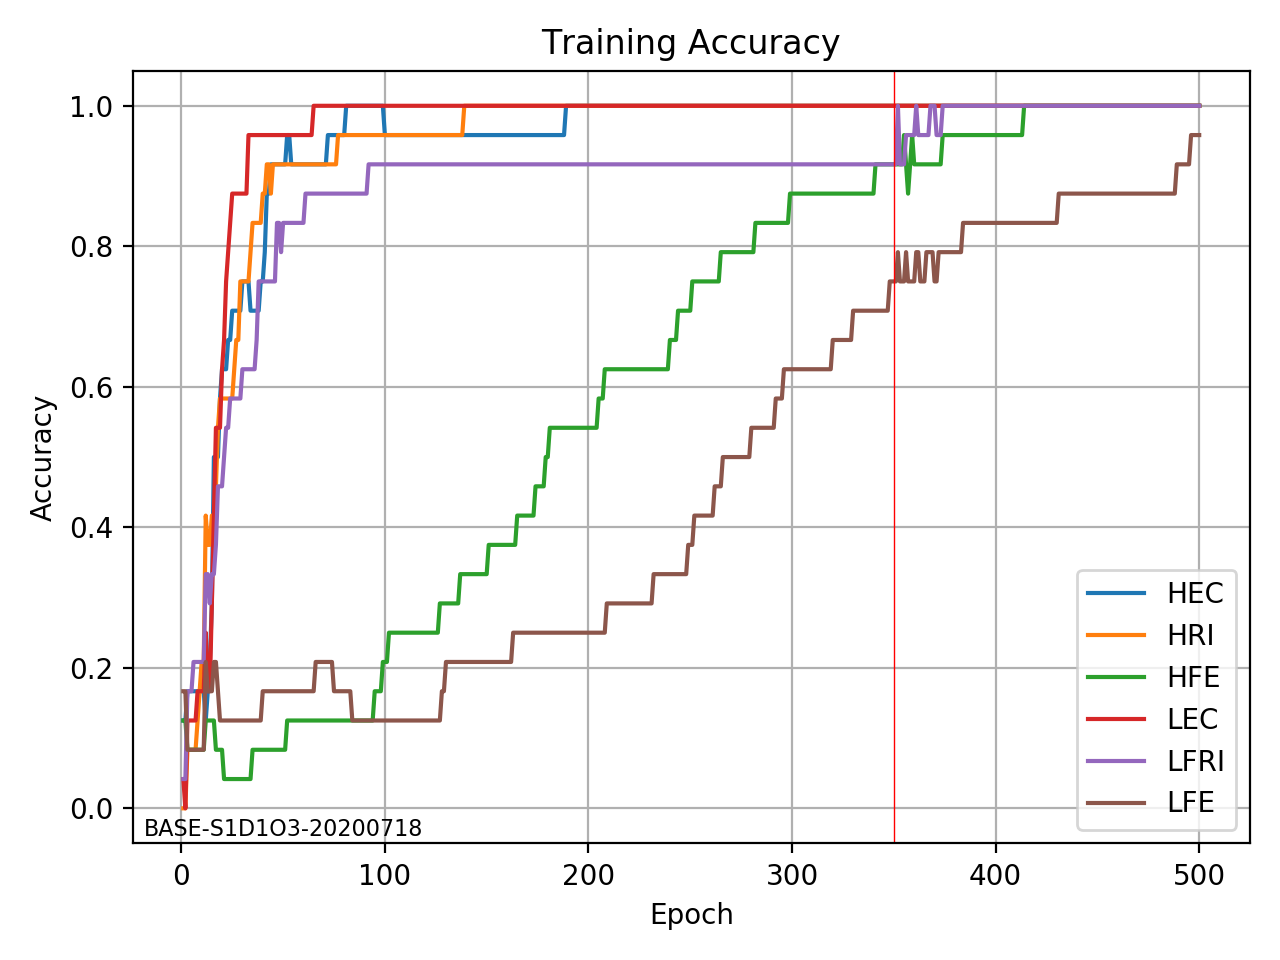 Training Accuracy
1.0
0.8
0.6
0.4
0.2
0.0
Accuracy
HEC
HRI
HFE
LEC
LFRI
LFE
BASE-S1D1O3-20200718
0 100 200 300 400 500
Epoch